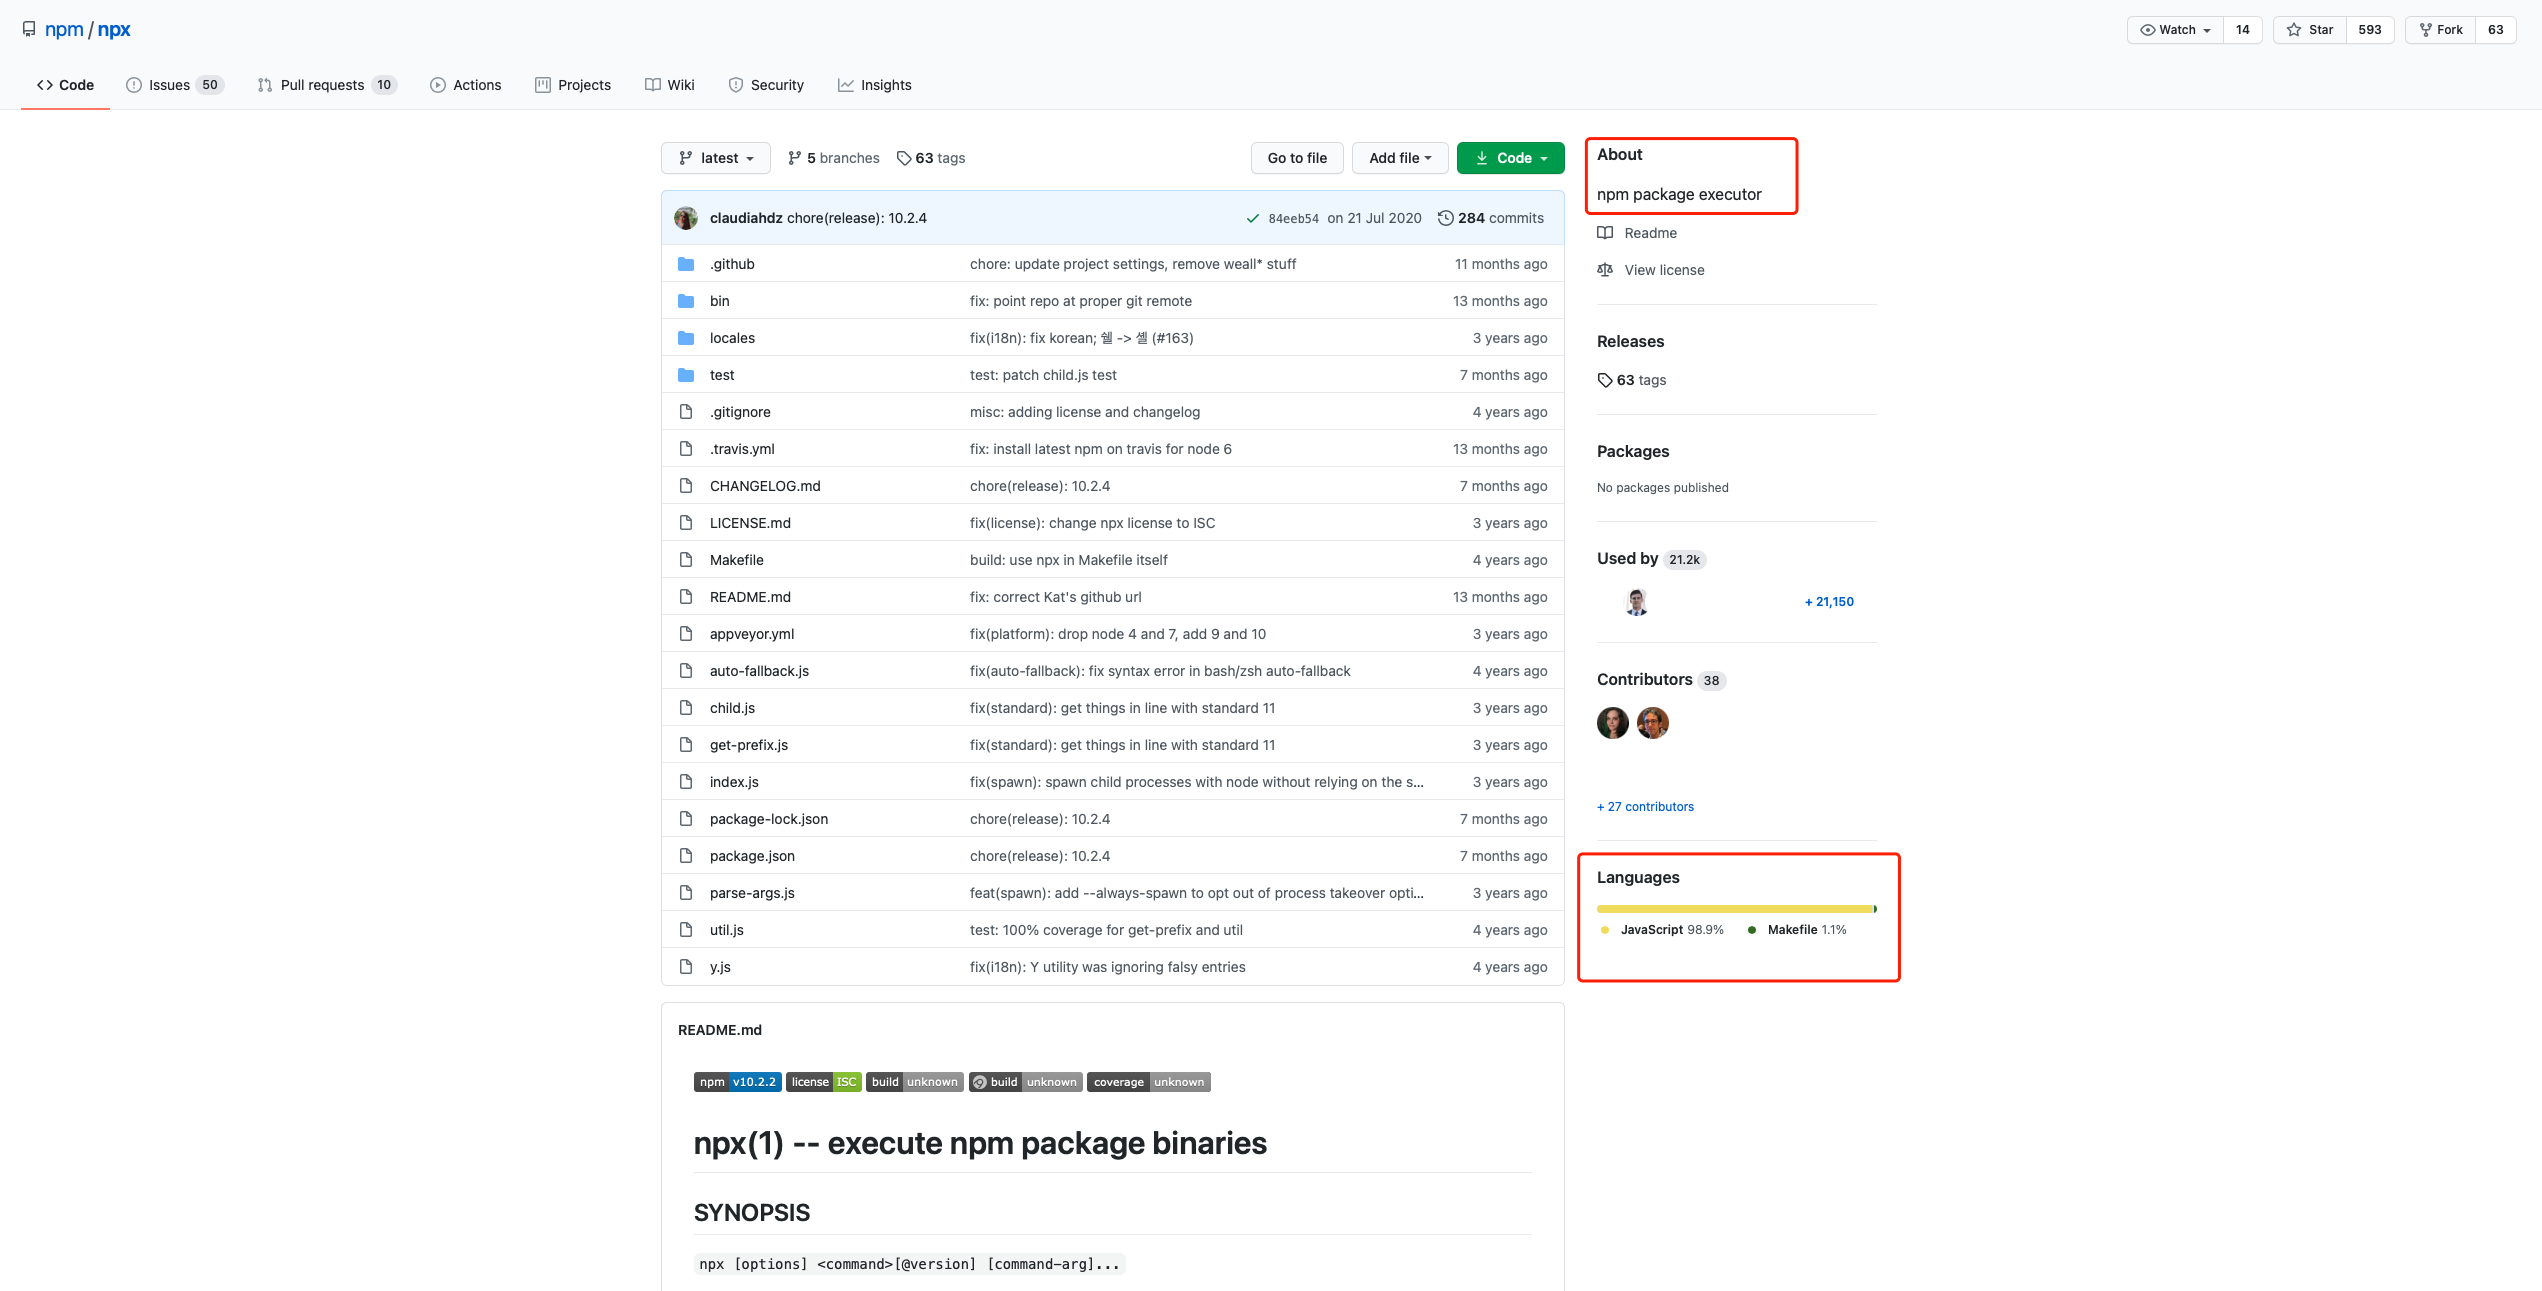 npm / npx
Watch 14 Star 593 Fork 63
Code Issues 50 Pull requests 10 Actions Projects Wiki Security Insights
latest 5 branches 63 tags Go to file Add file Code
claudiahdz chore(release): 10.2.4 84eeb54 on 21 Jul 2020 284 commits
.github chore: update project settings, remove weall* stuff 11 months ago
bin fix: point repo at proper git remote 13 months ago
locales fix(i18n): fix korean; 쉘 -> 셸 (#163) 3 years ago
test test: patch child.js test 7 months ago
.gitignore misc: adding license and changelog 4 years ago
.travis.yml fix: install latest npm on travis for node 6 13 months ago
CHANGELOG.md chore(release): 10.2.4 7 months ago
LICENSE.md fix(license): change npx license to ISC 3 years ago
Makefile build: use npx in Makefile itself 4 years ago
README.md fix: correct Kat's github url 13 months ago
appveyor.yml fix(platform): drop node 4 and 7, add 9 and 10 3 years ago
auto-fallback.js fix(auto-fallback): fix syntax error in bash/zsh auto-fallback 4 years ago
child.js fix(standard): get things in line with standard 11 3 years ago
get-prefix.js fix(standard): get things in line with standard 11 3 years ago
index.js fix(spawn): spawn child processes with node without relying on the s... 3 years ago
package-lock.json chore(release): 10.2.4 7 months ago
package.json chore(release): 10.2.4 7 months ago
parse-args.js feat(spawn): add --always-spawn to opt out of process takeover opti... 3 years ago
util.js test: 100% coverage for get-prefix and util 4 years ago
y.js fix(i18n): Y utility was ignoring falsy entries 4 years ago
README.md
npm v10.2.2 license ISC build unknown build unknown coverage unknown
npx(1) -- execute npm package binaries
SYNOPSIS
npx [options] <command>[@version] [command-arg]...
About
npm package executor
Readme
View license
Releases
63 tags
Packages
No packages published
Used by 21.2k
+ 21,150
Contributors 38
+ 27 contributors
Languages
JavaScript 98.9% Makefile 1.1%